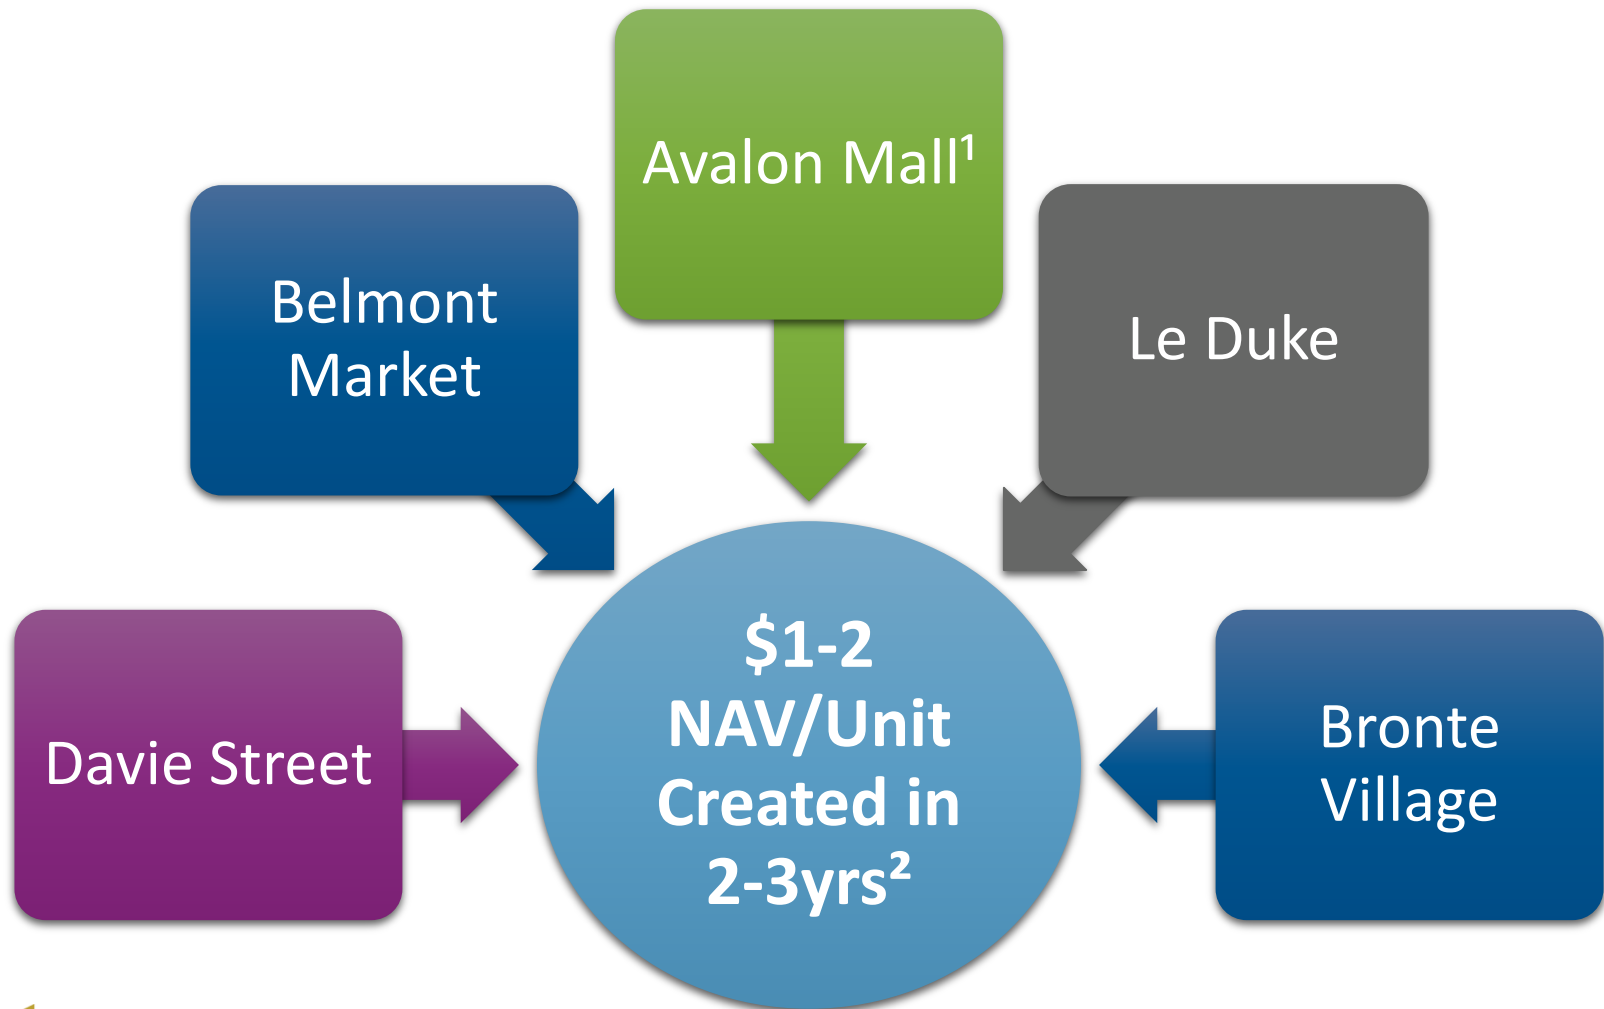 Avalon Mall¹
Belmont
Market
Le Duke
Davie Street
$1-2
NAV/Unit
Created in
2-3yrs²
Bronte
Village